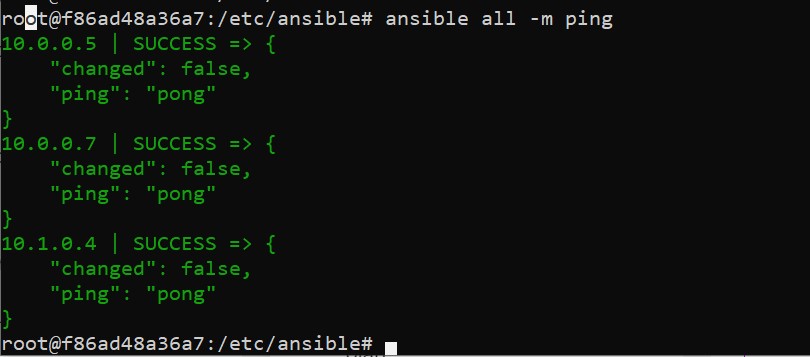 root@f86ad48a36a7:/etc/ansible# ansible all -m ping
10.0.0.5 | SUCCESS => {
    "changed": false,
    "ping": "pong"
}
10.0.0.7 | SUCCESS => {
    "changed": false,
    "ping": "pong"
}
10.1.0.4 | SUCCESS => {
    "changed": false,
    "ping": "pong"
}
root@f86ad48a36a7:/etc/ansible#